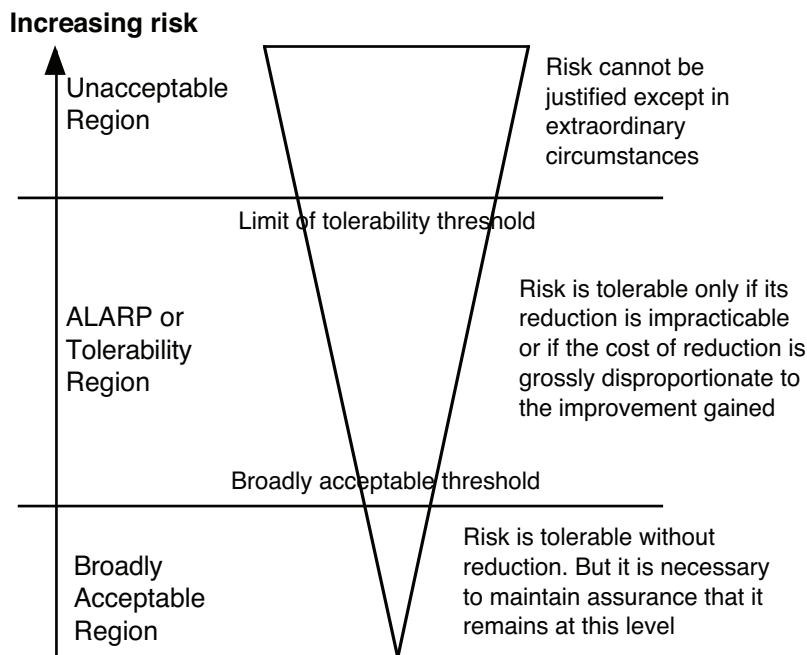 Increasing risk
Unacceptable
Region
Risk cannot be
justified except in
extraordinary
circumstances
Limit of tolerability threshold
ALARP or
Tolerability
Region
Risk is tolerable only if its
reduction is impracticable
or if the cost of reduction is
grossly disproportionate to
the improvement gained
Broadly acceptable threshold
Broadly
Acceptable
Region
Risk is tolerable without
reduction. But it is necessary
to maintain assurance that it
remains at this level